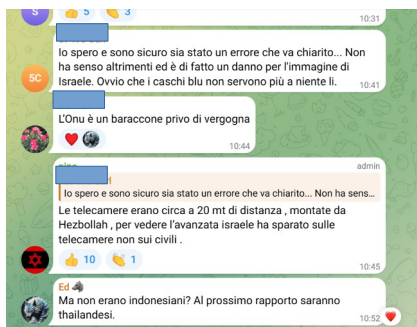 S
5
3
10:31
Io spero e sono sicuro sia stato un errore che va chiarito... Non
ha senso altrimenti ed è di fatto un danno per l'immagine di
Israele. Ovvio che i caschi blu non servono più a niente li.
10:41
5C
L'Onu è un baraccone privo di vergogna
10:44
admin
Io spero e sono sicuro sia stato un errore che va chiarito... Non ha sens...
Le telecamere erano circa a 20 mt di distanza , montate da
Hezbollah , per vedere l'avanzata israele ha sparato sulle
telecamere non sui civili .
10
1
10:45
Ed
Ma non erano indonesiani? Al prossimo rapporto saranno
thailandesi.
10:52